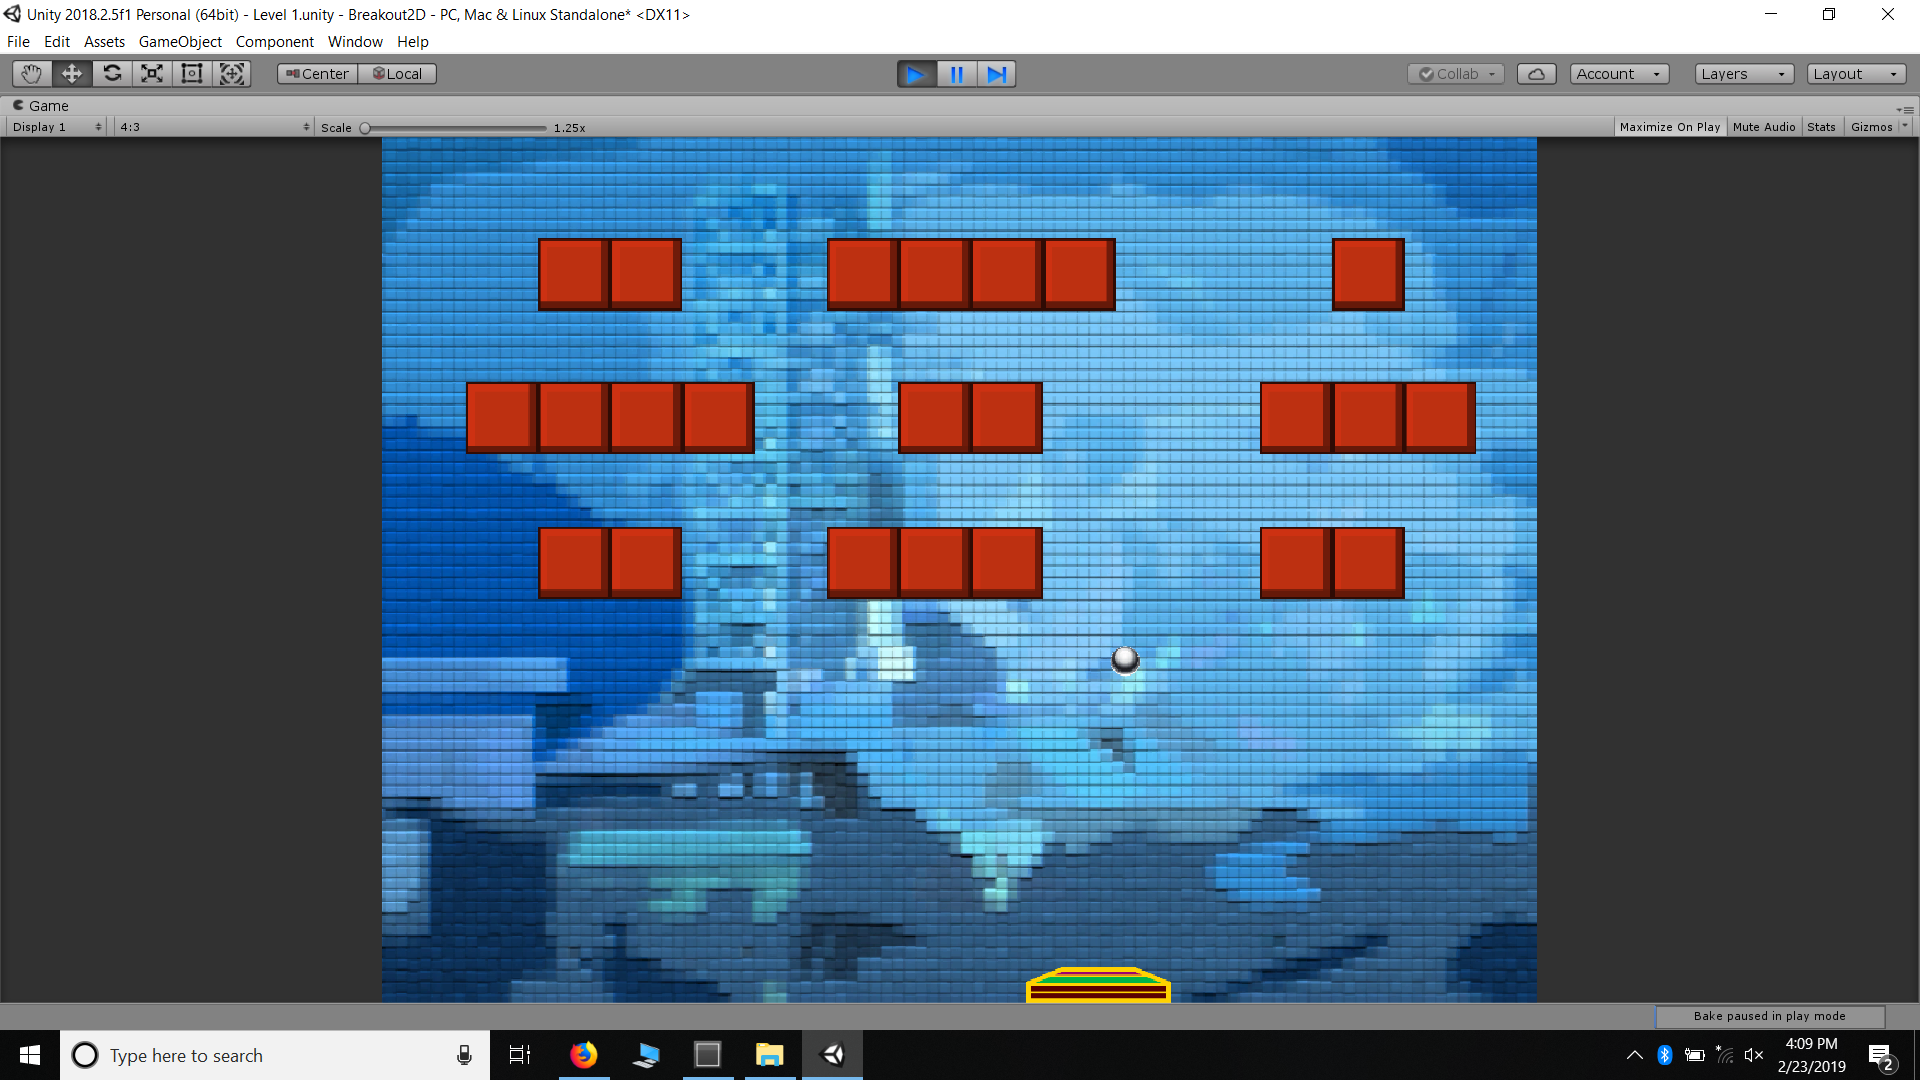 Unity 2018.2.5f1 Personal (64bit) - Level 1.unity - Breakout2D - PC, Mac & Linux Standalone* <DX11>
File Edit Assets GameObject Component Window Help
Center Local Collab Account Layers Layout
Game
Display 1 4:3 Scale 1.25x Maximize On Play Mute Audio Stats Gizmos
Bake paused in play mode
Type here to search
4:09 PM
2/23/2019
2